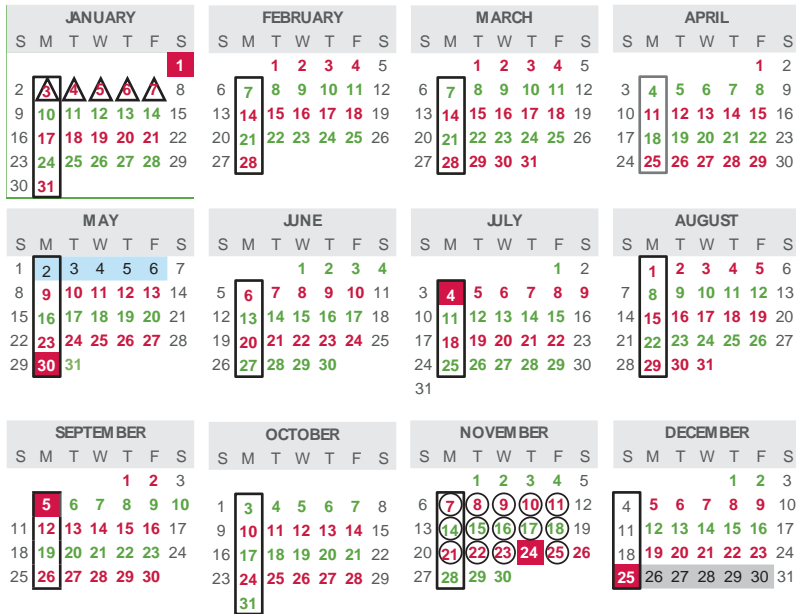 JANUARY
S M T W T F S
1
2 3 4 5 6 7 8
9 10 11 12 13 14 15
16 17 18 19 20 21 22
23 24 25 26 27 28 29
30 31
FEBRUARY
S M T W T F S
1 2 3 4 5
6 7 8 9 10 11 12
13 14 15 16 17 18 19
20 21 22 23 24 25 26
27 28
MARCH
S M T W T F S
1 2 3 4 5
6 7 8 9 10 11 12
13 14 15 16 17 18 19
20 21 22 23 24 25 26
27 28 29 30 31
APRIL
S M T W T F S
1 2
3 4 5 6 7 8 9
10 11 12 13 14 15 16
17 18 19 20 21 22 23
24 25 26 27 28 29 30
MAY
S M T W T F S
1 2 3 4 5 6 7
8 9 10 11 12 13 14
15 16 17 18 19 20 21
22 23 24 25 26 27 28
29 30 31
JUNE
S M T W T F S
1 2 3 4
5 6 7 8 9 10 11
12 13 14 15 16 17 18
19 20 21 22 23 24 25
26 27 28 29 30
JULY
S M T W T F S
1 2
3 4 5 6 7 8 9
10 11 12 13 14 15 16
17 18 19 20 21 22 23
24 25 26 27 28 29 30
31
AUGUST
S M T W T F S
1 2 3 4 5 6
7 8 9 10 11 12 13
14 15 16 17 18 19 20
21 22 23 24 25 26 27
28 29 30 31
SEPTEMBER
S M T W T F S
1 2 3
5 6 7 8 9 10
11 12 13 14 15 16 17
18 19 20 21 22 23 24
25 26 27 28 29 30
OCTOBER
S M T W T F S
1 3 4 5 6 7 8
9 10 11 12 13 14 15
16 17 18 19 20 21 22
23 24 25 26 27 28 29
31
NOVEMBER
S M T W T F S
1 2 3 4 5
6 7 8 9 10 11 12
13 14 15 16 17 18 19
20 21 22 23 24 25 26
27 28 29 30
DECEMBER
S M T W T F S
1 2 3
4 5 6 7 8 9 10
11 12 13 14 15 16 17
18 19 20 21 22 23 24
25 26 27 28 29 30 31